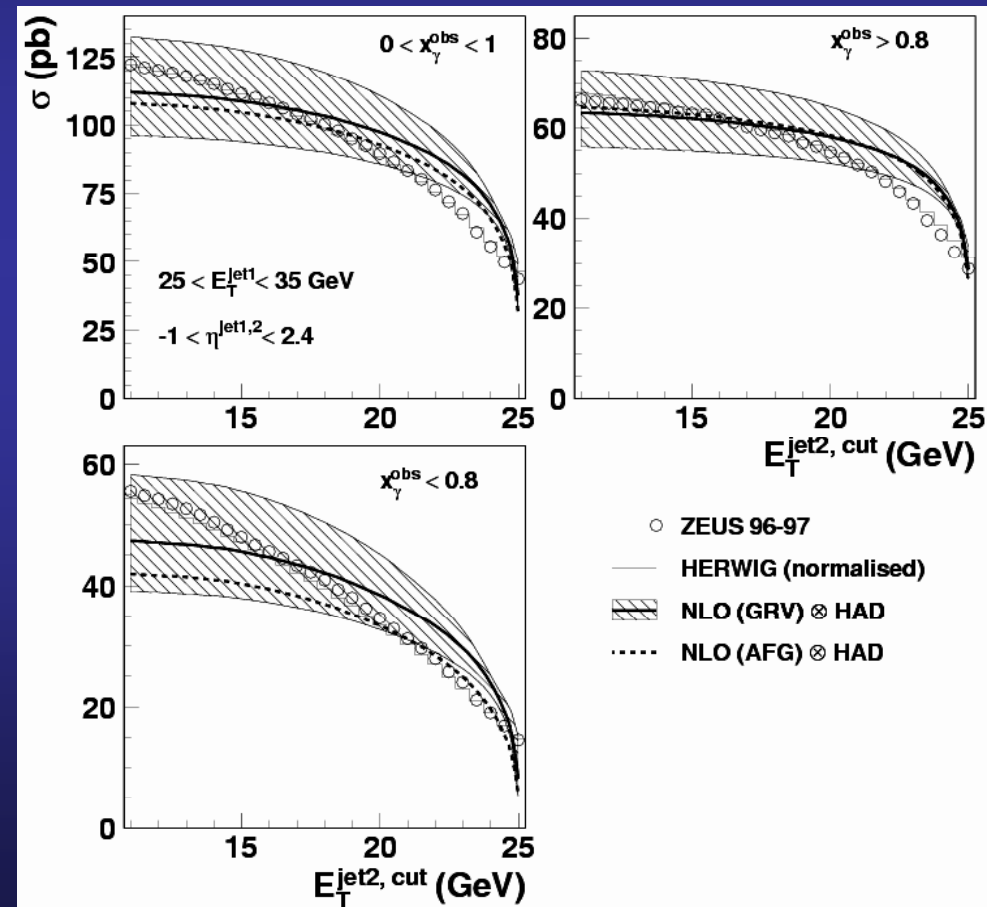 σ (pb)
0 < xγ^obs < 1
125
100
75
50
25
0
25 < E_T^jet1 < 35 GeV
-1 < η^jet1,2 < 2.4
15 20 25
xγ^obs > 0.8
80
60
40
20
0
15 20 25
E_T^jet2, cut (GeV)
xγ^obs < 0.8
60
40
20
0
15 20 25
E_T^jet2, cut (GeV)
ZEUS 96-97
HERWIG (normalised)
NLO (GRV) ⊗ HAD
NLO (AFG) ⊗ HAD